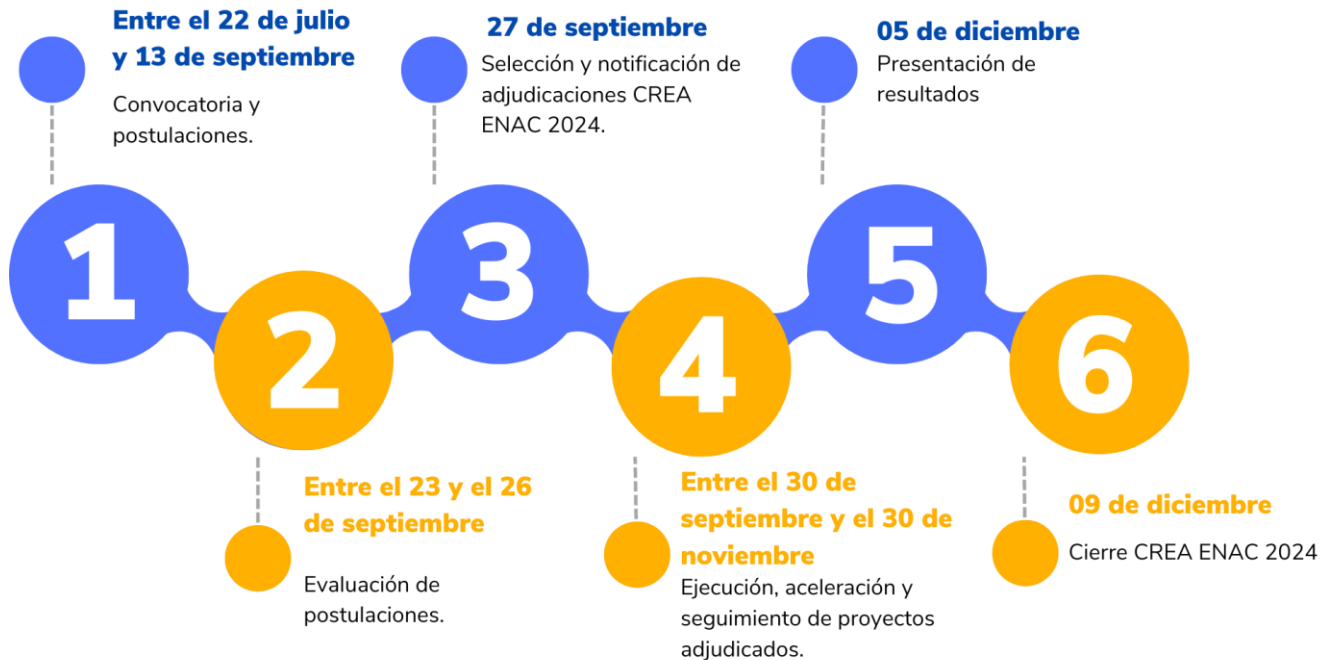 Entre el 22 de julio
y 13 de septiembre
Convocatoria y
postulaciones.
27 de septiembre
Selección y notificación de
adjudicaciones CREA
ENAC 2024.
05 de diciembre
Presentación de
resultados
1
2
3
4
5
6
Entre el 23 y el 26
de septiembre
Evaluación de
postulaciones.
Entre el 30 de
septiembre y el 30 de
noviembre
Ejecución, aceleración y
seguimiento de proyectos
adjudicados.
09 de diciembre
Cierre CREA ENAC 2024